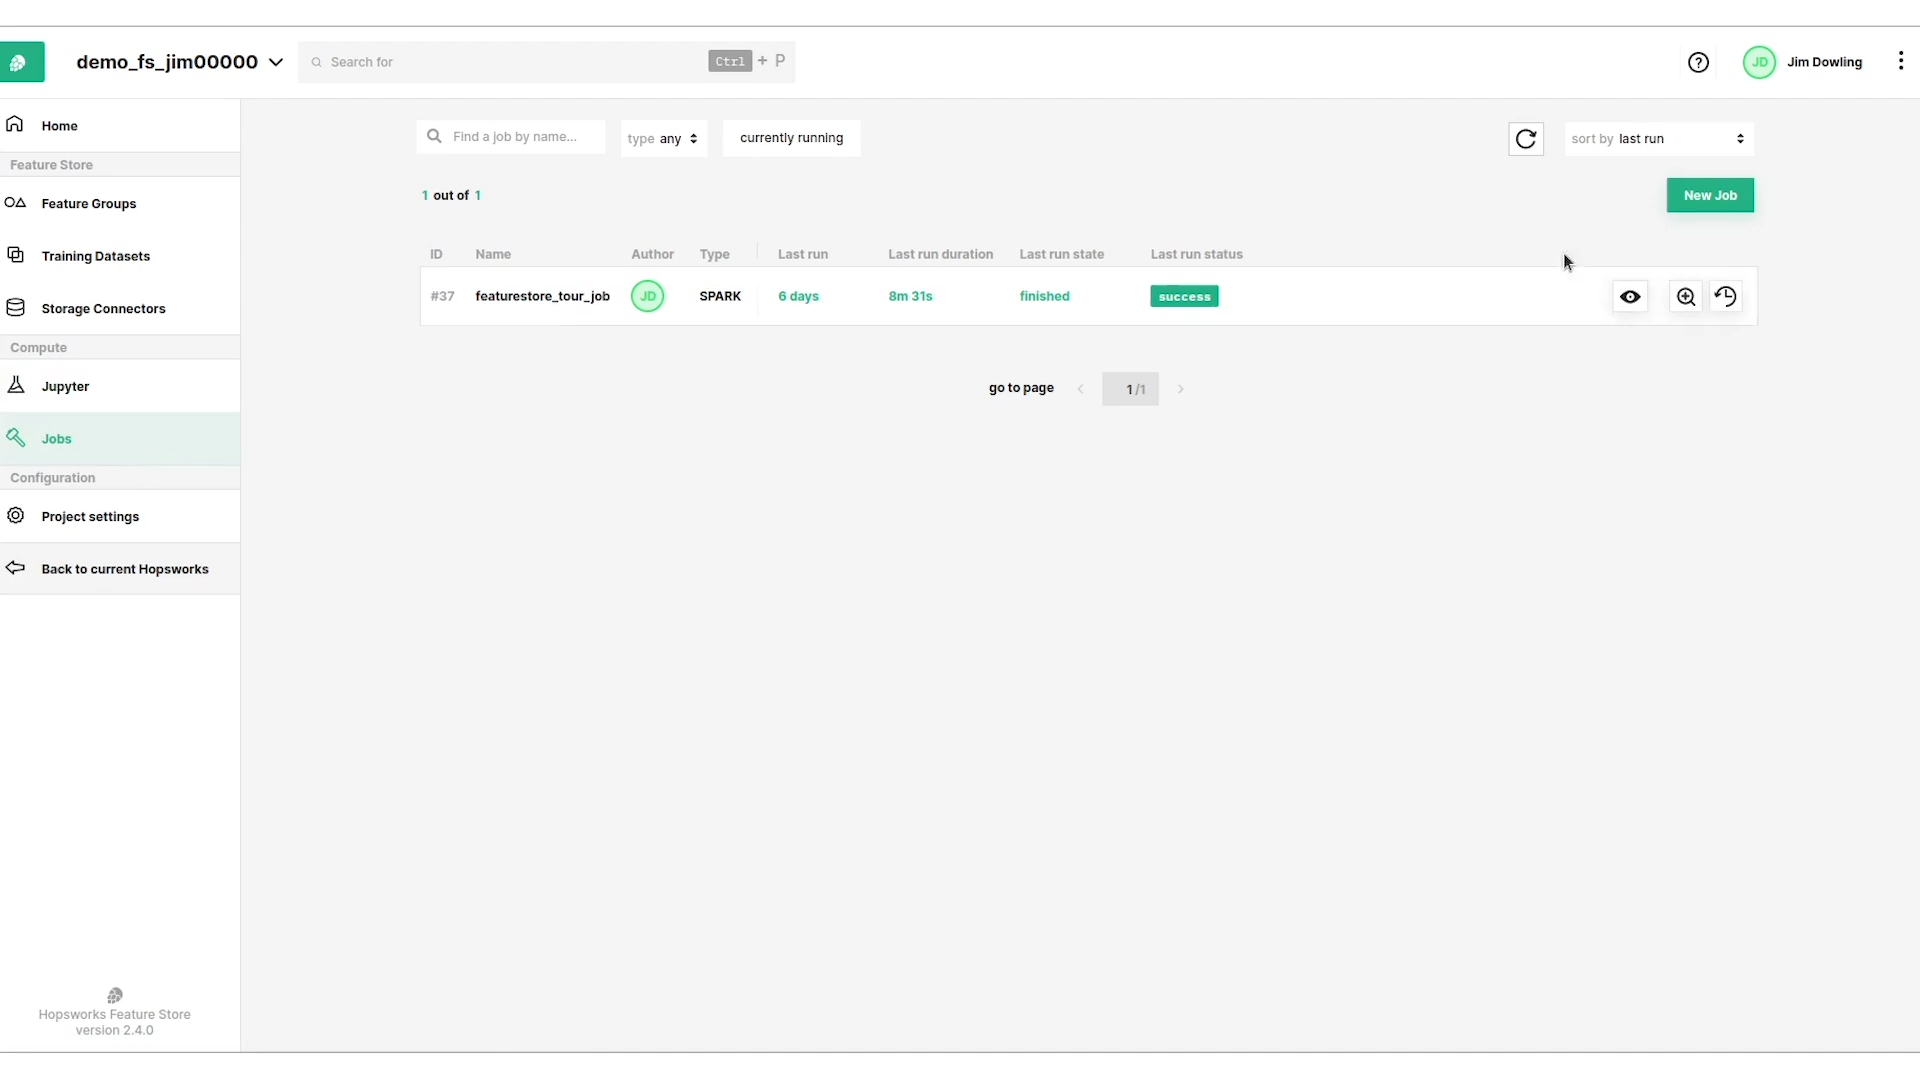 demo_fs_jim00000
Search for
Ctrl + P
JD
Jim Dowling
Home
Feature Store
Feature Groups
Training Datasets
Storage Connectors
Compute
Jupyter
Jobs
Configuration
Project settings
Back to current Hopsworks
Hopsworks Feature Store
version 2.4.0
Find a job by name...
type any
currently running
sort by last run
1 out of 1
New Job
ID Name Author Type Last run Last run duration Last run state Last run status
#37 featurestore_tour_job JD SPARK 6 days 8m 31s finished success
go to page 1/1